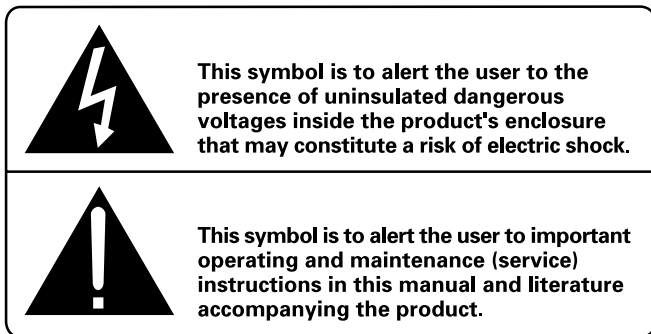 This symbol is to alert the user to the
presence of uninsulated dangerous
voltages inside the product's enclosure
that may constitute a risk of electric shock.
This symbol is to alert the user to important
operating and maintenance (service)
instructions in this manual and literature
accompanying the product.